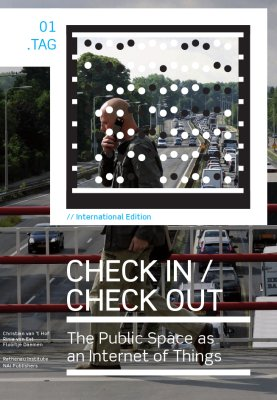 01
.TAG
// International Edition
CHECK IN /
CHECK OUT
The Public Space as
an Internet of Things
Christian van 't Hof
Rinie van Est
Floortje Daemen
Rathenau Institute
NAI Publishers